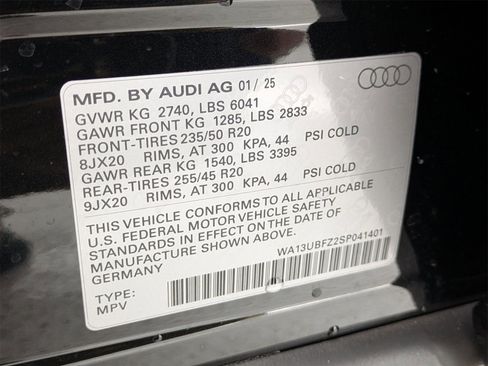 MFD. BY AUDI AG 01/25
GVWR KG 2740, LBS 6041
GAWR FRONT KG 1285, LBS 2833
FRONT-TIRES 235/50 R20
8JX20 RIMS, AT 300 KPA, 44 PSI COLD
GAWR REAR KG 1540, LBS 3395
REAR-TIRES 255/45 R20
9JX20 RIMS, AT 300 KPA, 44 PSI COLD
THIS VEHICLE CONFORMS TO ALL APPLICABLE
U.S. FEDERAL MOTOR VEHICLE SAFETY
STANDARDS IN EFFECT ON THE DATE OF
MANUFACTURE SHOWN ABOVE.
GERMANY
WA13UBFZ2SP041401
TYPE:
MPV